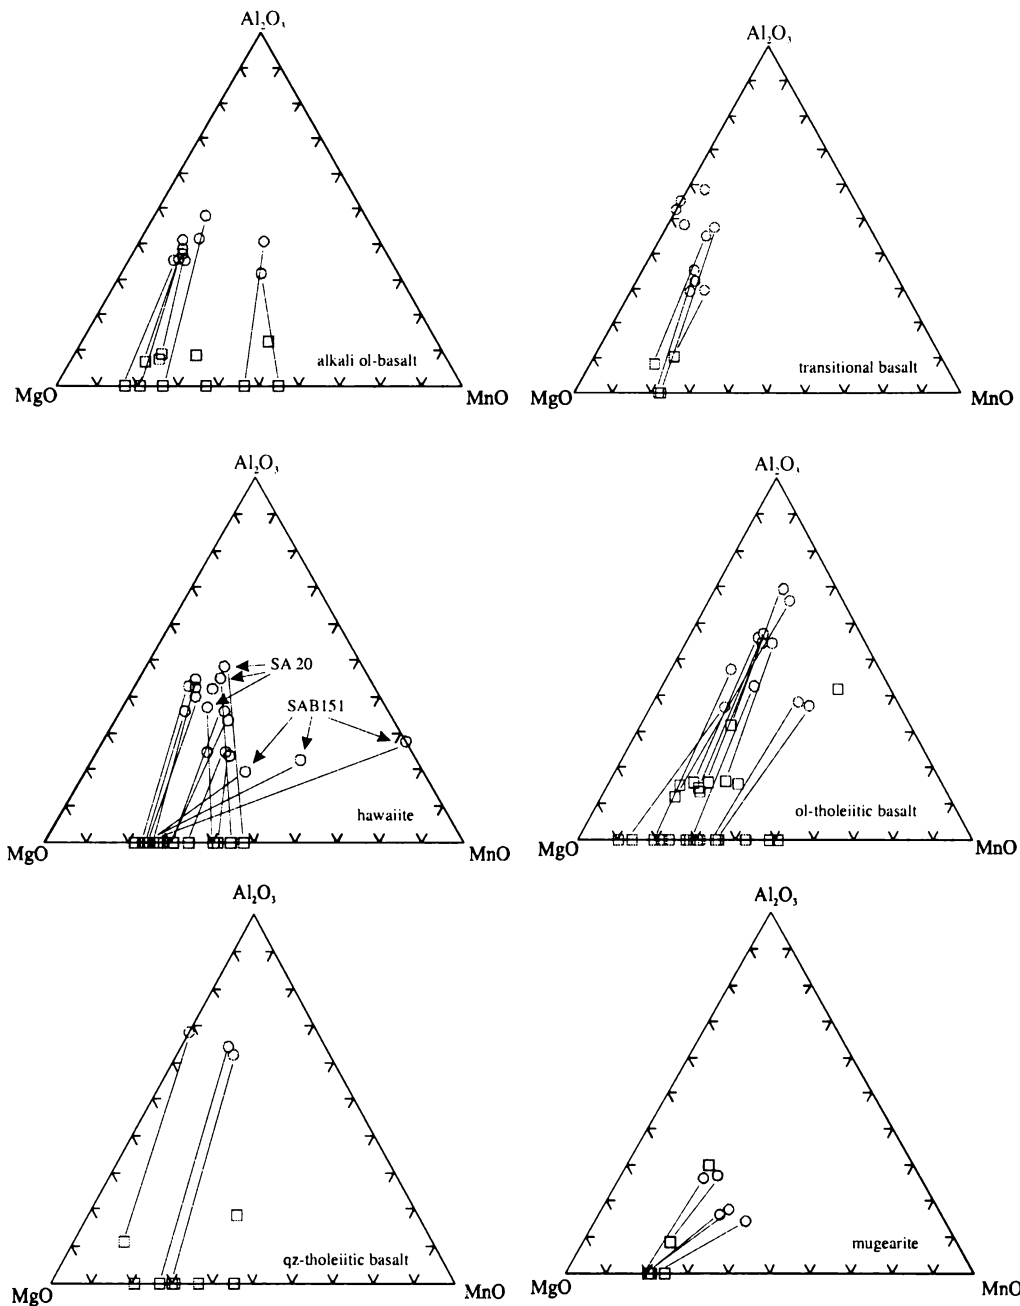 Al₂O₃
Al₂O₃
alkali ol-basalt
transitional basalt
MgO
MnO
MgO
MnO
Al₂O₃
Al₂O₃
SA 20
SAB151
hawaiite
ol-tholeiitic basalt
MgO
MnO
MgO
MnO
Al₂O₃
Al₂O₃
qz-tholeiitic basalt
mugearite
MgO
MnO
MgO
MnO